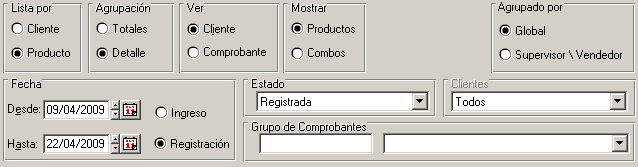 Lista por
Cliente
Producto
Agrupación
Totales
Detalle
Ver
Cliente
Comprobante
Mostrar
Productos
Combos
Agrupado por
Global
Supervisor \ Vendedor
Fecha
Desde: 09/04/2009
Hasta: 22/04/2009
Ingreso
Registración
Estado
Registrada
Clientes
Todos
Grupo de Comprobantes